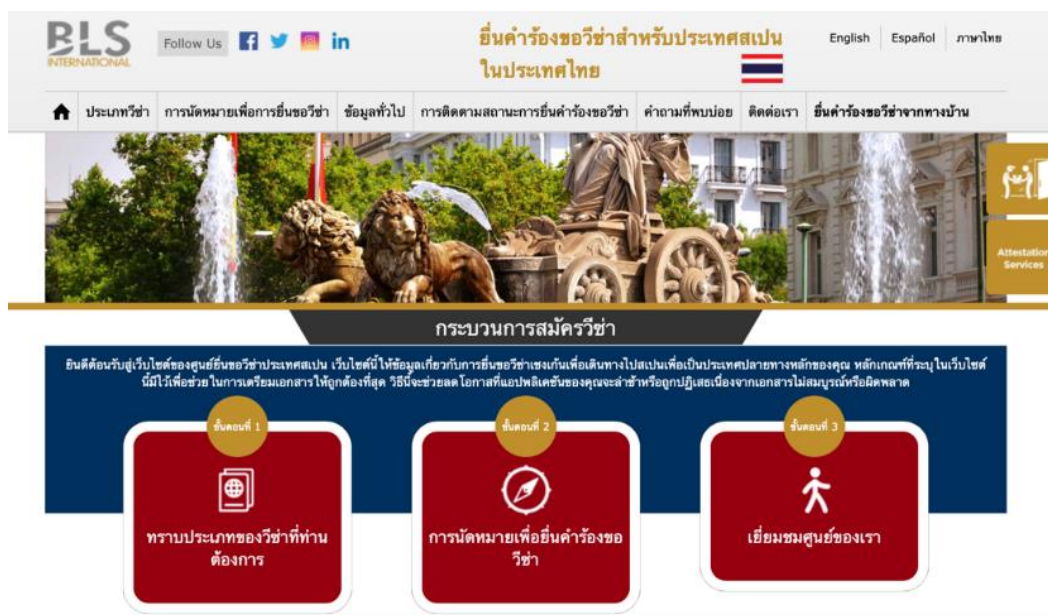 BLS
INTERNATIONAL
Follow Us
ยื่นคำร้องขอวีซ่าสำหรับประเทศสเปน
ในประเทศไทย
English Español ภาษาไทย
ประเภทวีซ่า การนัดหมายเพื่อการยื่นขอวีซ่า ข้อมูลทั่วไป การติดตามสถานะการยื่นคำร้องขอวีซ่า คำถามที่พบบ่อย ติดต่อเรา ยื่นคำร้องขอวีซ่าจากทางบ้าน
Attestation
Services
กระบวนการสมัครวีซ่า
ยินดีต้อนรับสู่เว็บไซต์ของศูนย์ยื่นขอวีซ่าประเทศสเปน เว็บไซต์นี้ให้ข้อมูลเกี่ยวกับการยื่นขอวีซ่าเชงเก้นเพื่อเดินทางไปสเปนเพื่อเป็นประเทศปลายทางหลักของคุณ หลักเกณฑ์ที่ระบุในเว็บไซต์
นี้มีไว้เพื่อช่วยในการเตรียมเอกสารให้ถูกต้องที่สุด วิธีนี้จะช่วยลดโอกาสที่แอปพลิเคชันของคุณจะล่าช้าหรือถูกปฏิเสธเนื่องจากเอกสารไม่สมบูรณ์หรือผิดพลาด
ขั้นตอนที่ 1
ขั้นตอนที่ 2
ขั้นตอนที่ 3
ทราบประเภทของวีซ่าที่ท่าน
ต้องการ
การนัดหมายเพื่อยื่นคำร้องขอ
วีซ่า
เยี่ยมชมศูนย์ของเรา